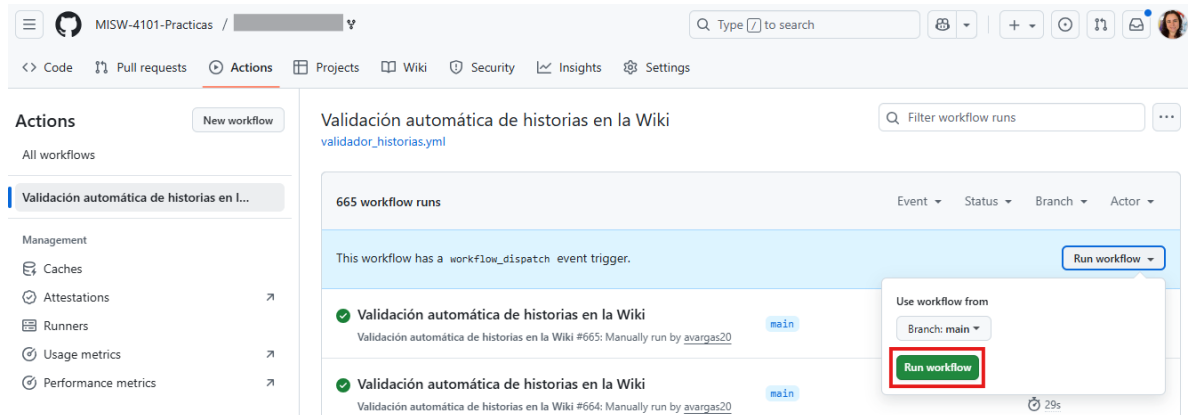 MISW-4101-Practicas /
Type / to search
Code Pull requests Actions Projects Wiki Security Insights Settings
Actions
New workflow
All workflows
Validación automática de historias en l...
Management
Caches
Attestations
Runners
Usage metrics
Performance metrics
Validación automática de historias en la Wiki
validador_historias.yml
Filter workflow runs
665 workflow runs
Event Status Branch Actor
This workflow has a workflow_dispatch event trigger.
Run workflow
Use workflow from
Branch: main
Run workflow
Validación automática de historias en la Wiki
main
Validación automática de historias en la Wiki #665: Manually run by avargas20
Validación automática de historias en la Wiki
main
Validación automática de historias en la Wiki #664: Manually run by avargas20
29s